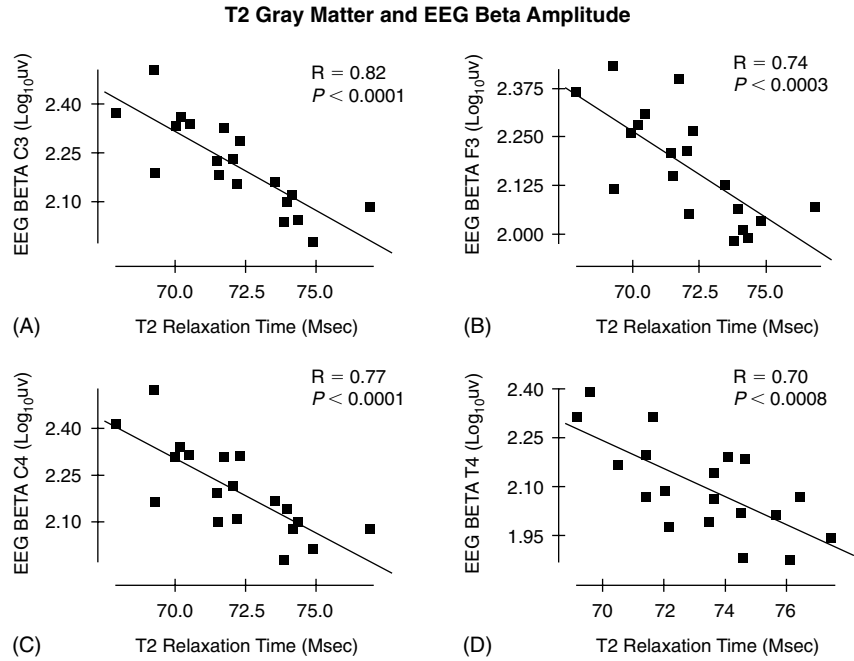 T2 Gray Matter and EEG Beta Amplitude
R = 0.82
P < 0.0001
EEG BETA C3 (Log10uv)
2.40
2.25
2.10
70.0 72.5 75.0
(A) T2 Relaxation Time (Msec)
R = 0.74
P < 0.0003
EEG BETA F3 (Log10uv)
2.375
2.250
2.125
2.000
70.0 72.5 75.0
(B) T2 Relaxation Time (Msec)
R = 0.77
P < 0.0001
EEG BETA C4 (Log10uv)
2.40
2.25
2.10
70.0 72.5 75.0
(C) T2 Relaxation Time (Msec)
R = 0.70
P < 0.0008
EEG BETA T4 (Log10uv)
2.40
2.25
2.10
1.95
70 72 74 76
(D) T2 Relaxation Time (Msec)